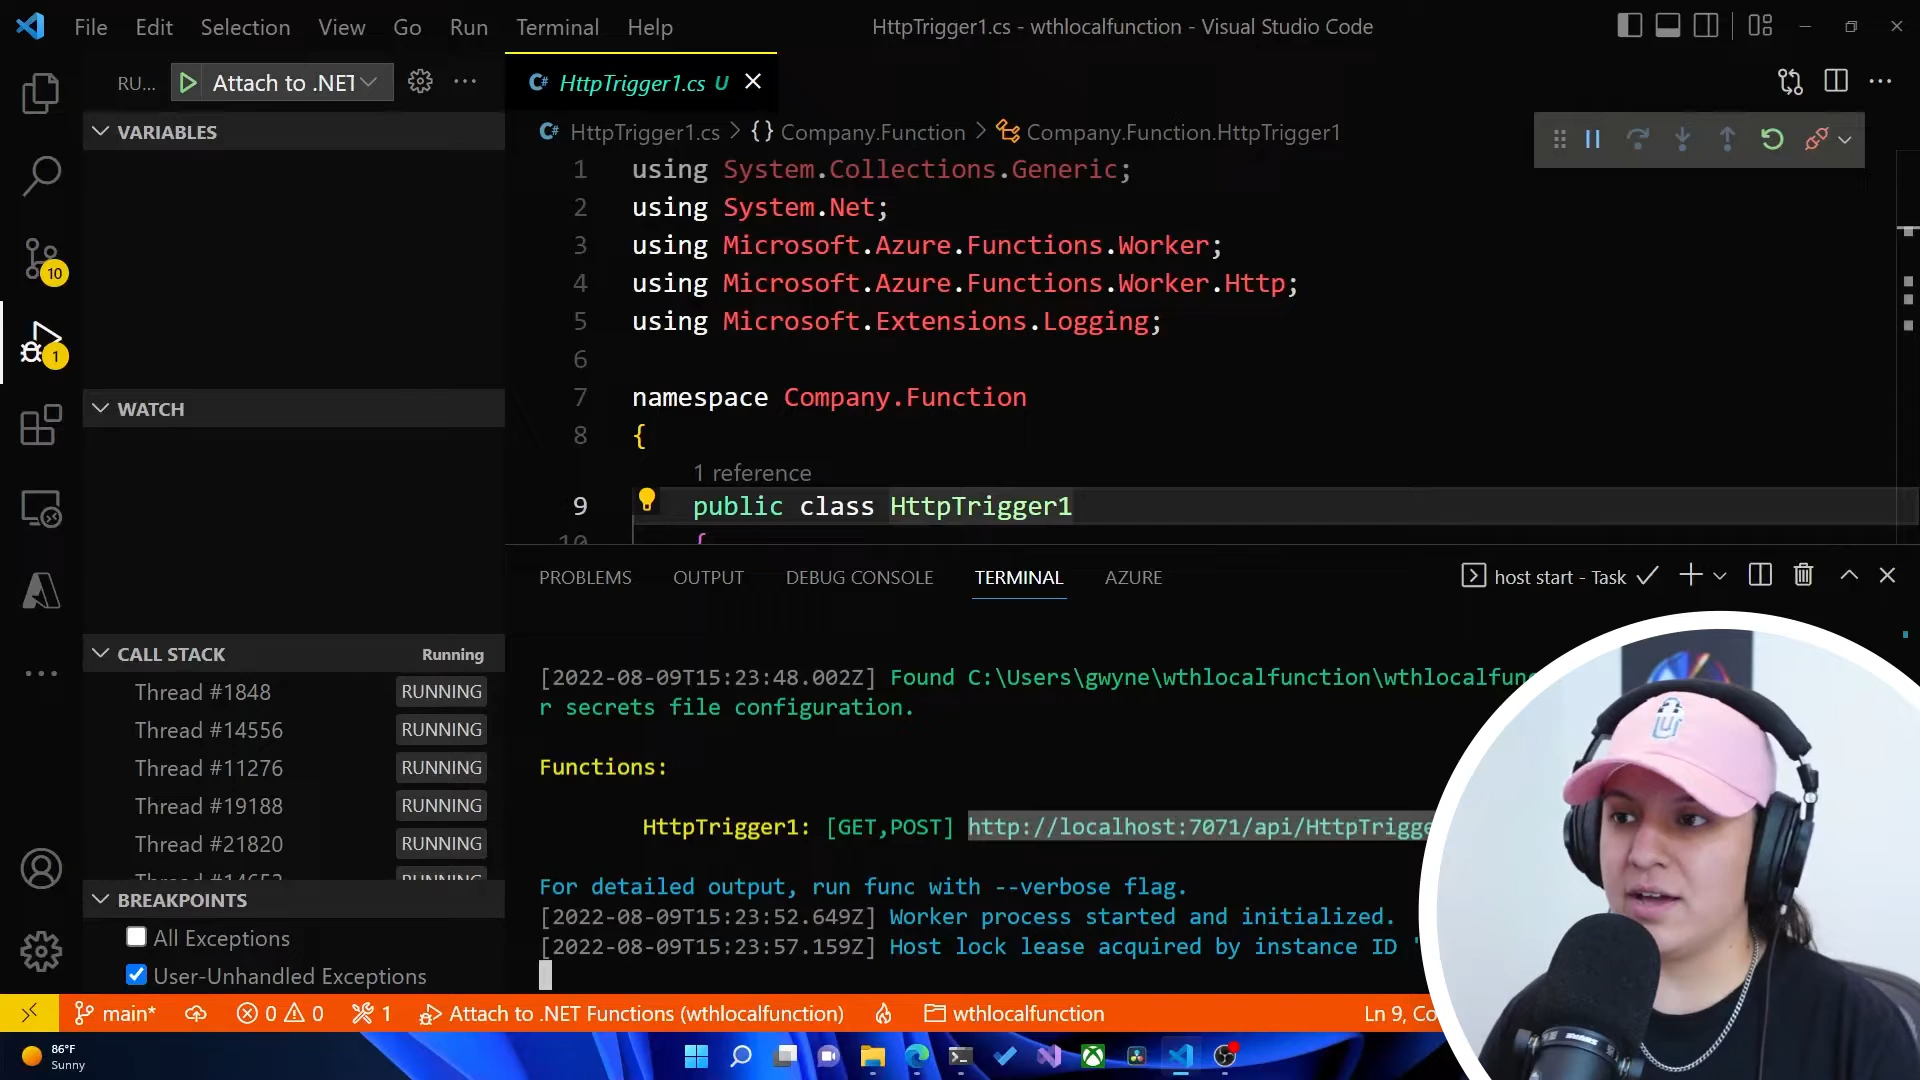 File Edit Selection View Go Run Terminal Help
HttpTrigger1.cs - wthlocalfunction - Visual Studio Code
RU... Attach to .NET
VARIABLES
WATCH
CALL STACK Running
Thread #1848 RUNNING
Thread #14556 RUNNING
Thread #11276 RUNNING
Thread #19188 RUNNING
Thread #21820 RUNNING
BREAKPOINTS
All Exceptions
User-Unhandled Exceptions
10
1
HttpTrigger1.cs U
HttpTrigger1.cs > {} Company.Function > Company.Function.HttpTrigger1
1 using System.Collections.Generic;
2 using System.Net;
3 using Microsoft.Azure.Functions.Worker;
4 using Microsoft.Azure.Functions.Worker.Http;
5 using Microsoft.Extensions.Logging;
6
7 namespace Company.Function
8 {
1 reference
9 public class HttpTrigger1
10 {
PROBLEMS OUTPUT DEBUG CONSOLE TERMINAL AZURE
host start - Task
[2022-08-09T15:23:48.002Z] Found C:\Users\gwyne\wthlocalfunction\wthlocalfunc
r secrets file configuration.
Functions:
HttpTrigger1: [GET,POST] http://localhost:7071/api/HttpTrigge
For detailed output, run func with --verbose flag.
[2022-08-09T15:23:52.649Z] Worker process started and initialized.
[2022-08-09T15:23:57.159Z] Host lock lease acquired by instance ID '
main* 0 0 1 Attach to .NET Functions (wthlocalfunction) wthlocalfunction Ln 9, Co
86°F
Sunny